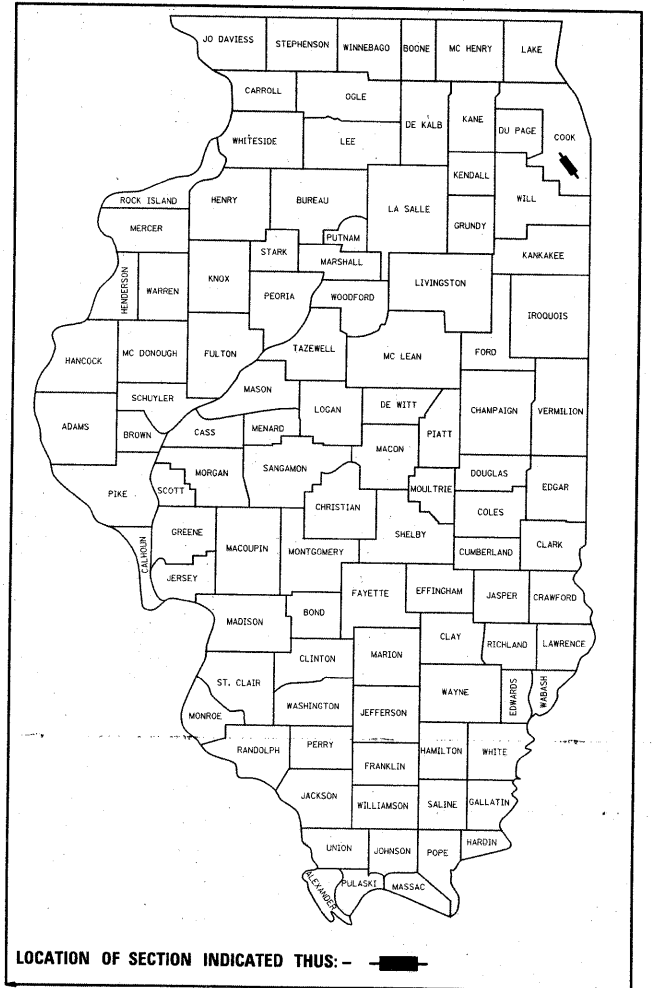 JO DAVIESS
STEPHENSON
WINNEBAGO
BOONE
MC HENRY
LAKE
CARROLL
OGLE
DE KALB
KANE
DU PAGE
COOK
WHITESIDE
LEE
KENDALL
WILL
ROCK ISLAND
HENRY
BUREAU
LA SALLE
GRUNDY
MERCER
PUTNAM
STARK
MARSHALL
KANKAKEE
HENDERSON
WARREN
KNOX
PEORIA
WOODFORD
LIVINGSTON
IROQUOIS
HANCOCK
MC DONOUGH
FULTON
TAZEWELL
MC LEAN
FORD
SCHUYLER
MASON
LOGAN
DE WITT
CHAMPAIGN
VERMILION
ADAMS
BROWN
CASS
MENARD
MACON
PIATT
MORGAN
SANGAMON
DOUGLAS
EDGAR
PIKE
SCOTT
CHRISTIAN
MOULTRIE
COLES
GREENE
MACOUPIN
MONTGOMERY
SHELBY
CUMBERLAND
CLARK
CALHOUN
JERSEY
FAYETTE
EFFINGHAM
JASPER
CRAWFORD
MADISON
BOND
CLAY
RICHLAND
LAWRENCE
CLINTON
MARION
ST. CLAIR
WAYNE
EDWARDS
WABASH
MONROE
WASHINGTON
JEFFERSON
RANDOLPH
PERRY
HAMILTON
WHITE
FRANKLIN
JACKSON
WILLIAMSON
SALINE
GALLATIN
UNION
JOHNSON
POPE
HARDIN
ALEXANDER
PULASKI
MASSAC
LOCATION OF SECTION INDICATED THUS: -